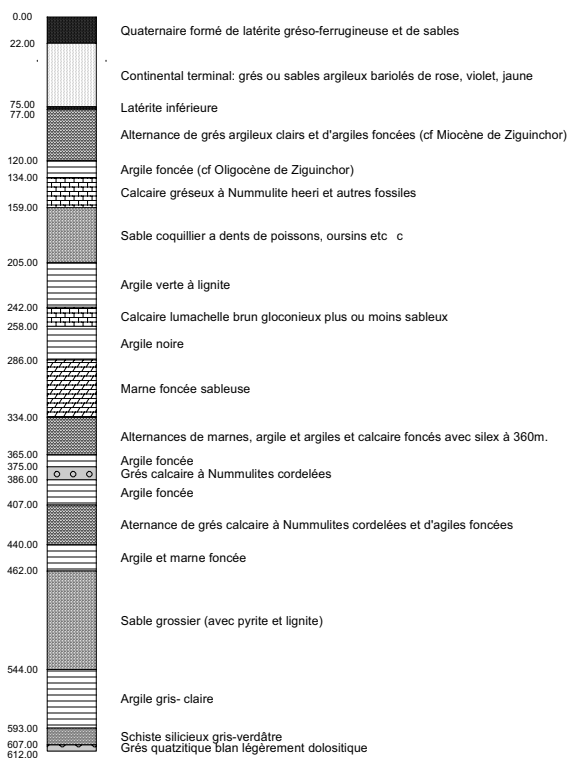 0.00
Quaternaire formé de latérite gréso-ferrugineuse et de sables
22.00
Continental terminal: grés ou sables argileux bariolés de rose, violet, jaune
75.00
Latérite inférieure
77.00
Alternance de grés argileux clairs et d'argiles foncées (cf Miocène de Ziguinchor)
120.00
Argile foncée (cf Oligocène de Ziguinchor)
134.00
Calcaire gréseux à Nummulite heeri et autres fossiles
159.00
Sable coquillier a dents de poissons, oursins etc c
205.00
Argile verte à lignite
242.00
Calcaire lumachelle brun gloconieux plus ou moins sableux
258.00
Argile noire
286.00
Marne foncée sableuse
334.00
Alternances de marnes, argile et argiles et calcaire foncés avec silex à 360m.
365.00
Argile foncée
375.00
Grés calcaire à Nummulites cordelées
386.00
Argile foncée
407.00
Aternance de grés calcaire à Nummulites cordelées et d'agiles foncées
440.00
Argile et marne foncée
462.00
Sable grossier (avec pyrite et lignite)
544.00
Argile gris- claire
593.00
Schiste silicieux gris-verdâtre
607.00
Grés quatzitique blan légèrement dolositique
612.00